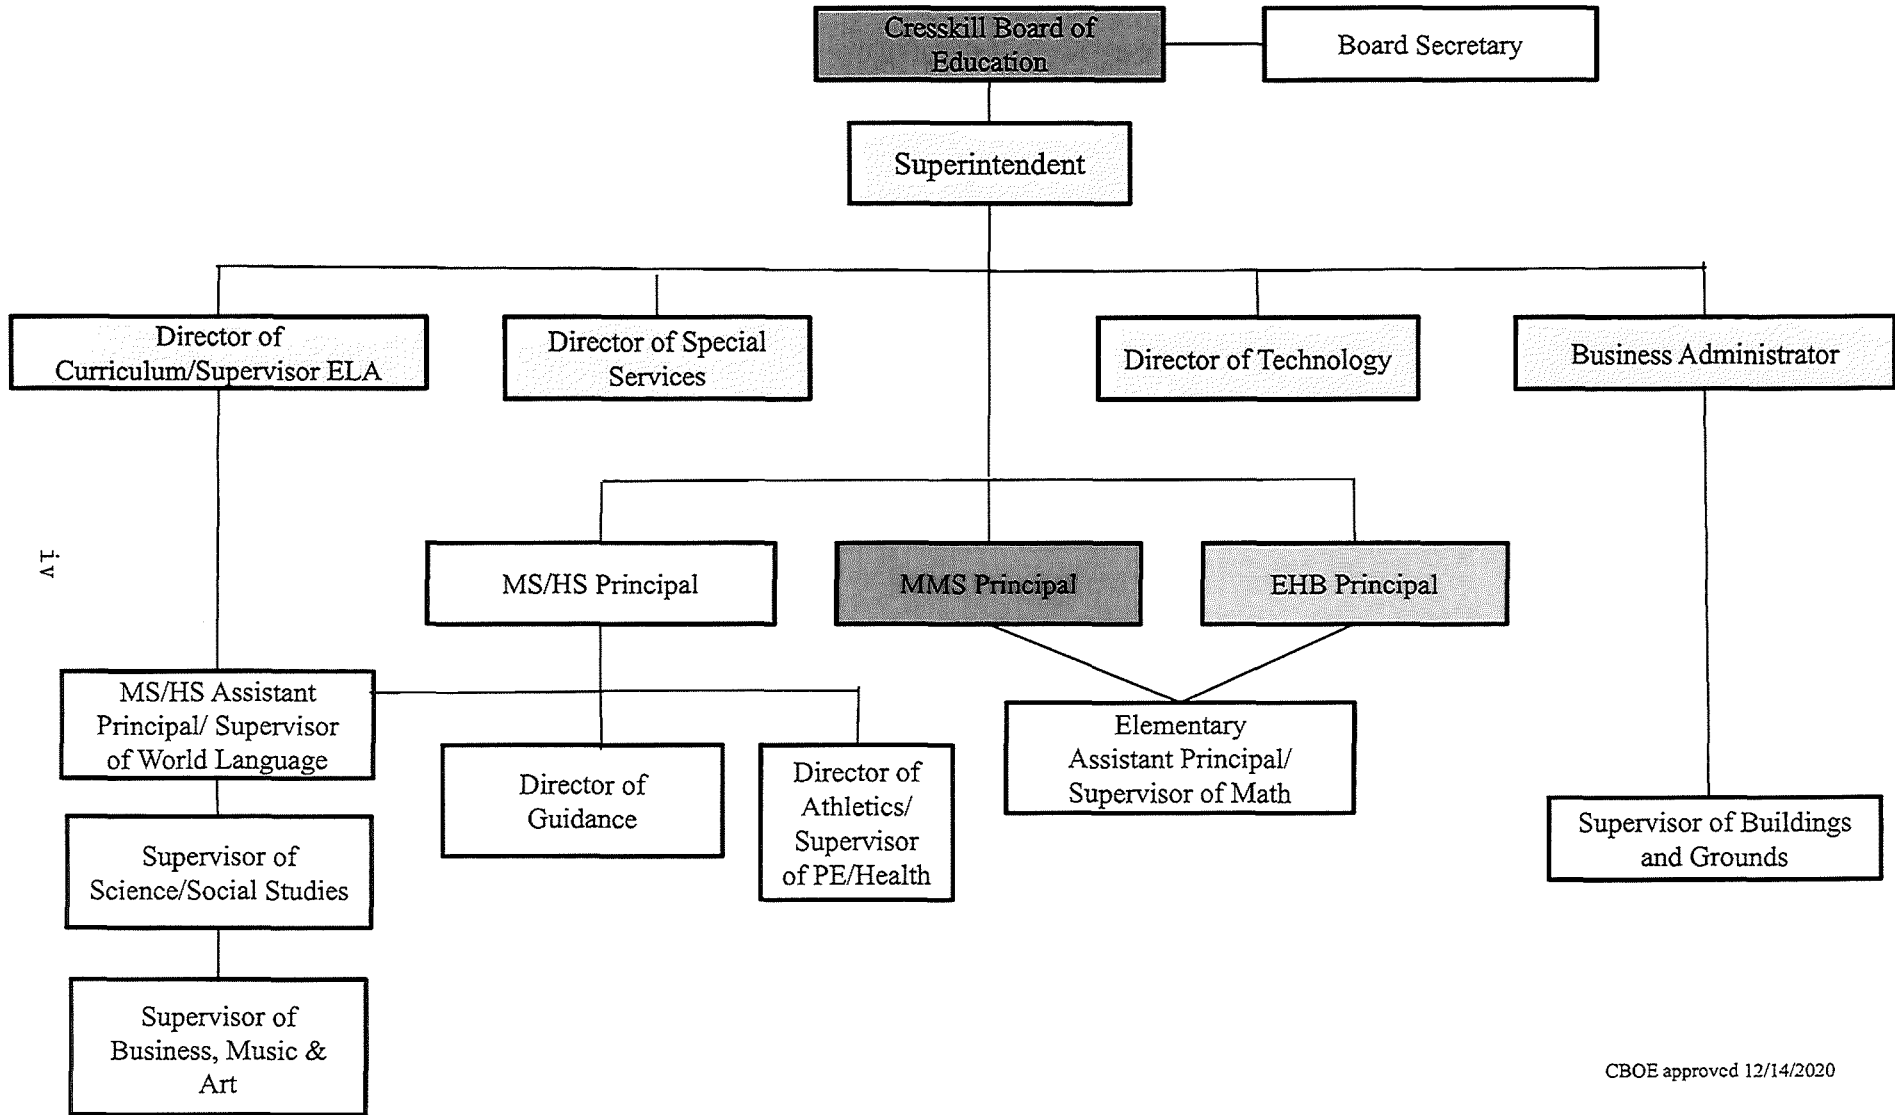 Cresskill Board of
Education
Board Secretary
Superintendent
Director of
Curriculum/Supervisor ELA
Director of Special
Services
Director of Technology
Business Administrator
iv
MS/HS Principal
MMS Principal
EHB Principal
MS/HS Assistant
Principal/ Supervisor
of World Language
Director of
Guidance
Director of
Athletics/
Supervisor
of PE/Health
Elementary
Assistant Principal/
Supervisor of Math
Supervisor of Buildings
and Grounds
Supervisor of
Science/Social Studies
Supervisor of
Business, Music &
Art
CBOE approved 12/14/2020